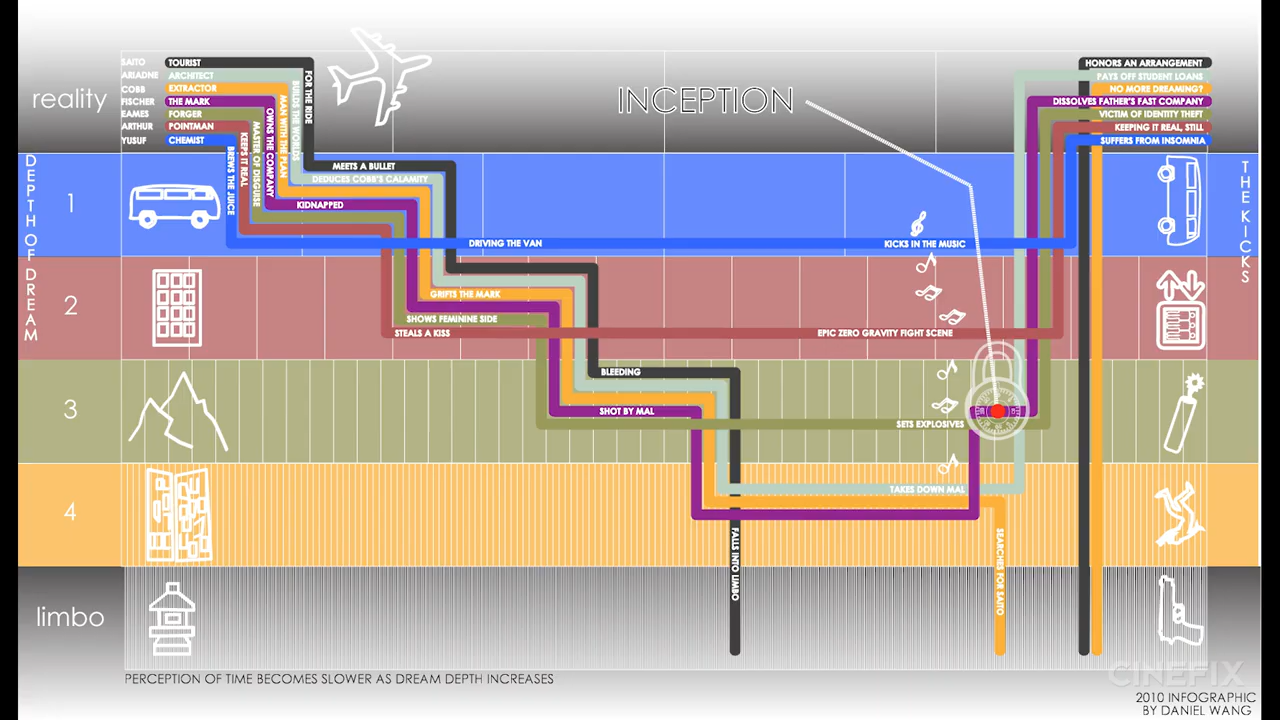 SAITO TOURIST
ARIADNE ARCHITECT
COBB EXTRACTOR
FISCHER THE MARK
EAMES FORGER
ARTHUR POINTMAN
YUSUF CHEMIST
reality
INCEPTION
HONORS AN ARRANGEMENT
PAYS OFF STUDENT LOANS
NO MORE DREAMING?
DISSOLVES FATHER'S FAST COMPANY
VICTIM OF IDENTITY THEFT
KEEPING IT REAL, STILL
SUFFERS FROM INSOMNIA
FOR THE RIDE
BUILDS THE WORLDS
MAN WITH THE PLAN
OWNS THE COMPANY
MASTER OF DISGUISE
KEEPS IT REAL
BREWS THE JUICE
DEPTH OF DREAM
THE KICKS
1
MEETS A BULLET
DEDUCES COBB'S CALAMITY
KIDNAPPED
DRIVING THE VAN
KICKS IN THE MUSIC
2
GRIFTS THE MARK
SHOWS FEMININE SIDE
STEALS A KISS
EPIC ZERO GRAVITY FIGHT SCENE
3
BLEEDING
SHOT BY MAL
SETS EXPLOSIVES
4
TAKES DOWN MAL
FALLS INTO LIMBO
SEARCHES FOR SAITO
limbo
PERCEPTION OF TIME BECOMES SLOWER AS DREAM DEPTH INCREASES
CINEFIX
2010 INFOGRAPHIC
BY DANIEL WANG